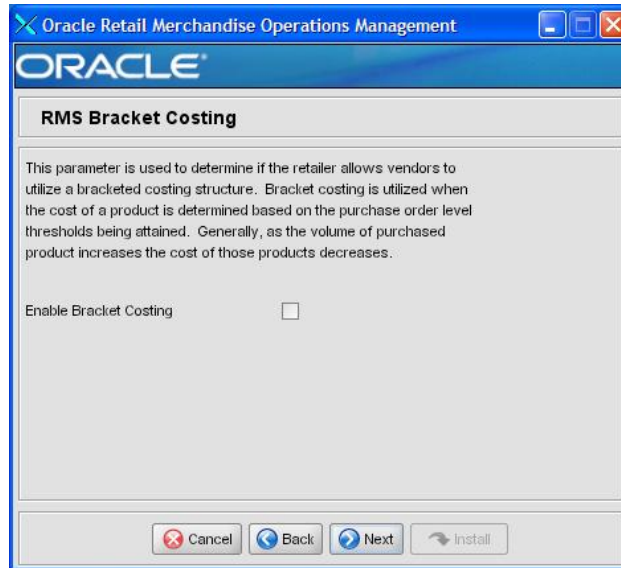 Oracle Retail Merchandise Operations Management
ORACLE®
RMS Bracket Costing
This parameter is used to determine if the retailer allows vendors to
utilize a bracketed costing structure. Bracket costing is utilized when
the cost of a product is determined based on the purchase order level
thresholds being attained. Generally, as the volume of purchased
product increases the cost of those products decreases.
Enable Bracket Costing
Cancel Back Next Install